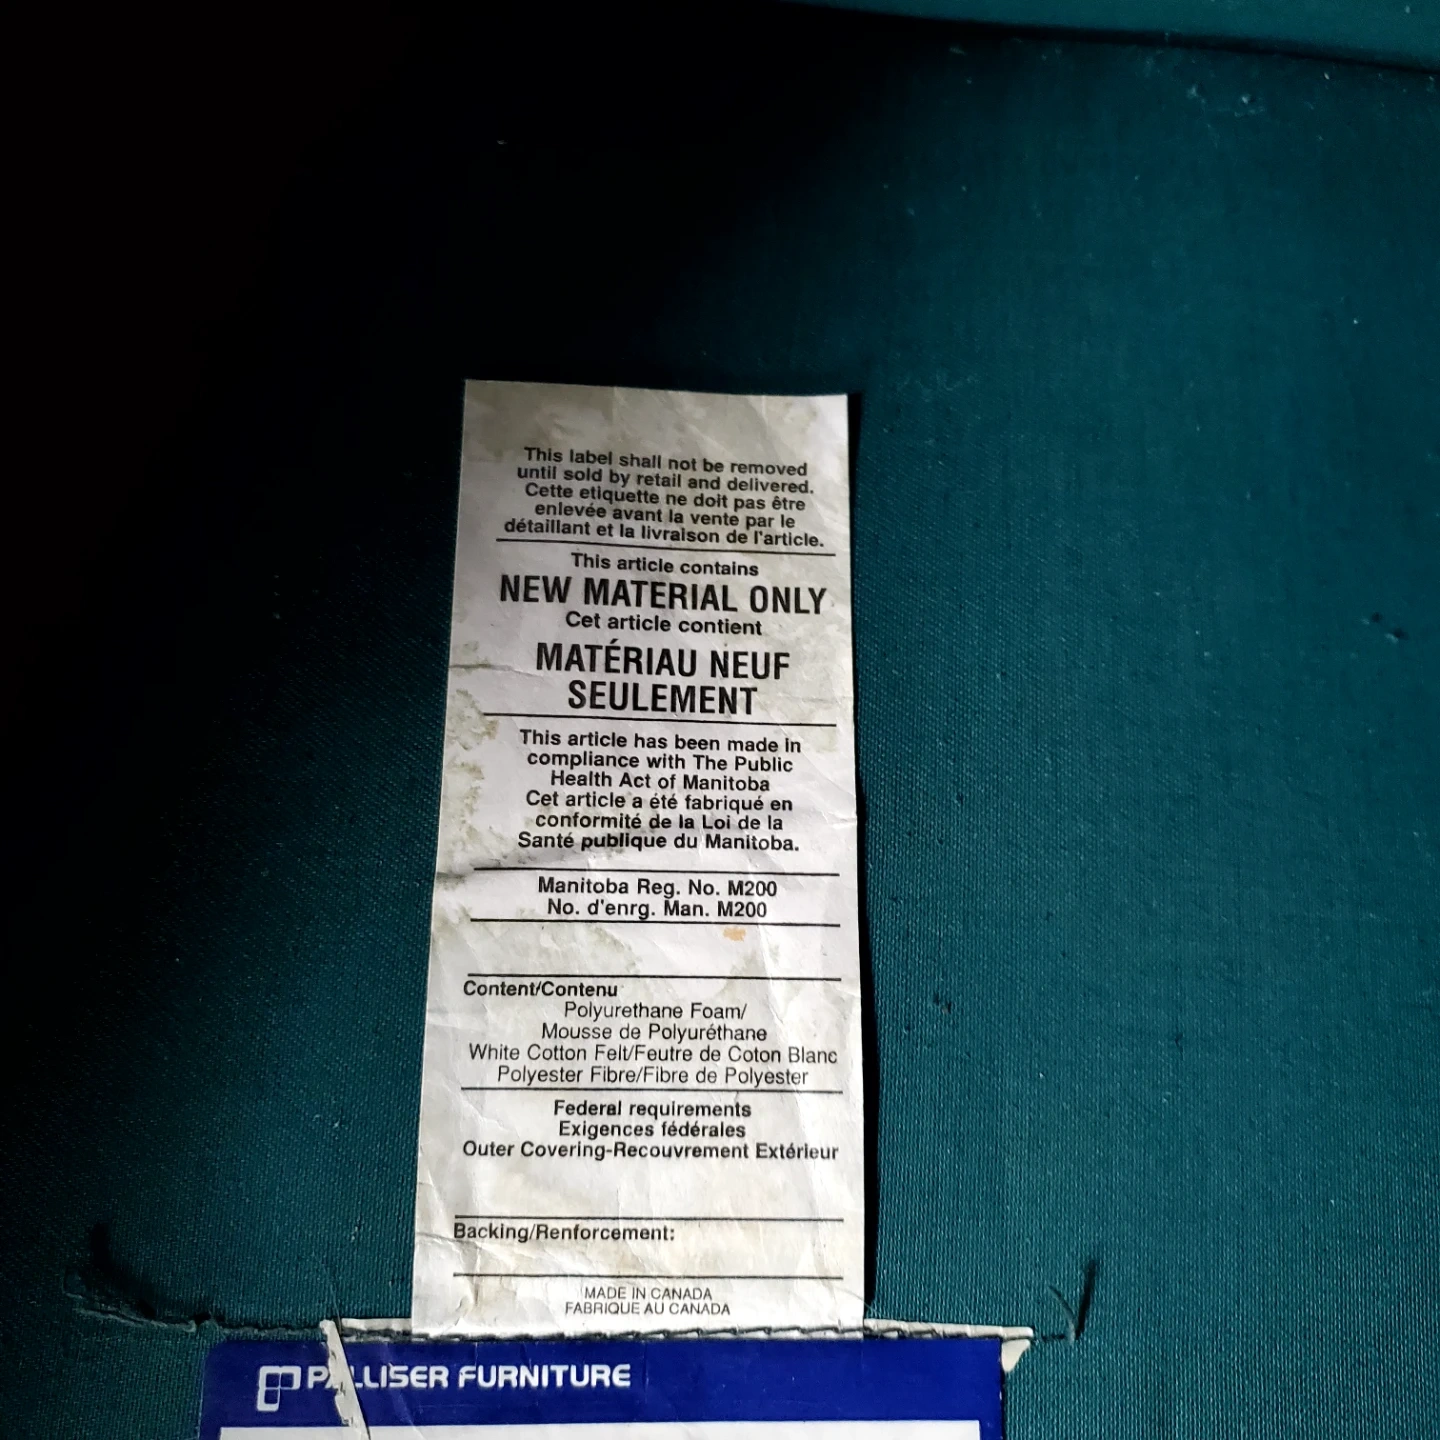 This label shall not be removed
until sold by retail and delivered.
Cette etiquette ne doit pas être
enlevée avant la vente par le
détaillant et la livraison de l'article.
This article contains
NEW MATERIAL ONLY
Cet article contient
MATÉRIAU NEUF
SEULEMENT
This article has been made in
compliance with The Public
Health Act of Manitoba
Cet article a été fabriqué en
conformité de la Loi de la
Santé publique du Manitoba.
Manitoba Reg. No. M200
No. d'enrg. Man. M200
Content/Contenu
Polyurethane Foam/
Mousse de Polyuréthane
White Cotton Felt/Feutre de Coton Blanc
Polyester Fibre/Fibre de Polyester
Federal requirements
Exigences fédérales
Outer Covering-Recouvrement Extérieur
Backing/Renforcement:
MADE IN CANADA
FABRIQUE AU CANADA
PALLISER FURNITURE